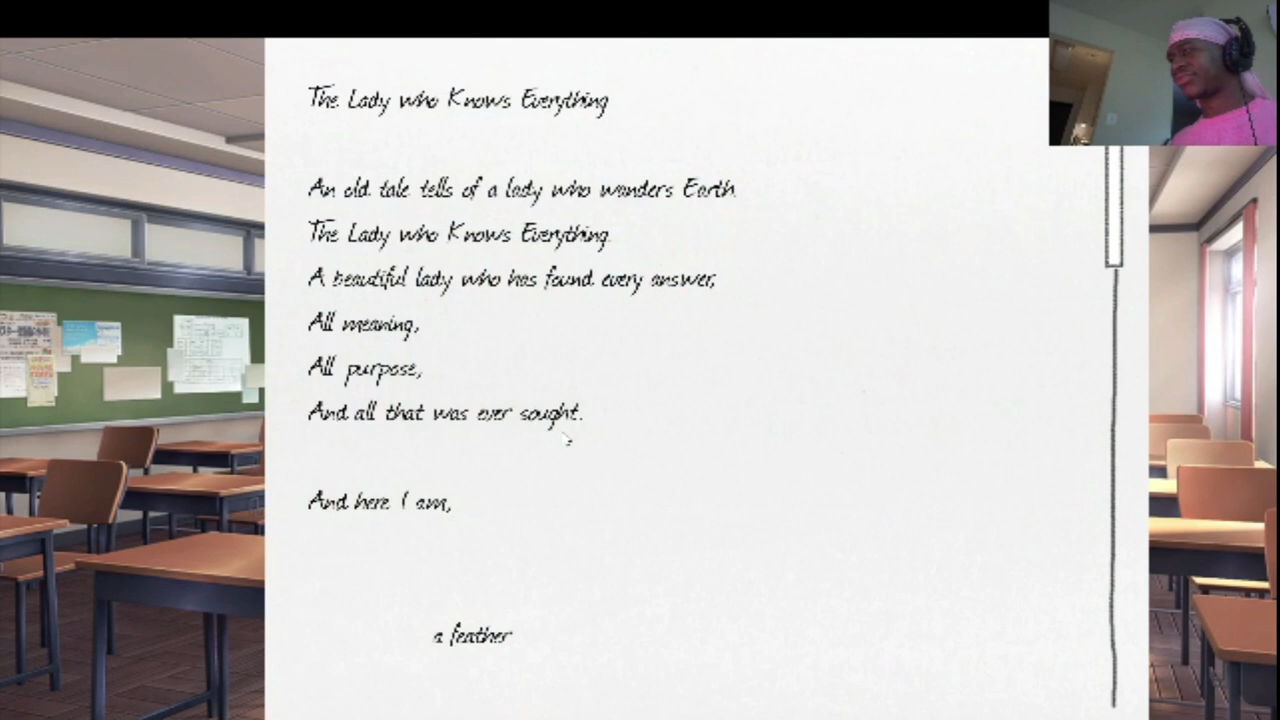 The Lady who Knows Everything
An old tale tells of a lady who wanders Earth.
The Lady who Knows Everything.
A beautiful lady who has found every answer,
All meaning,
All purpose,
And all that was ever sought.
And here I am,
a feather